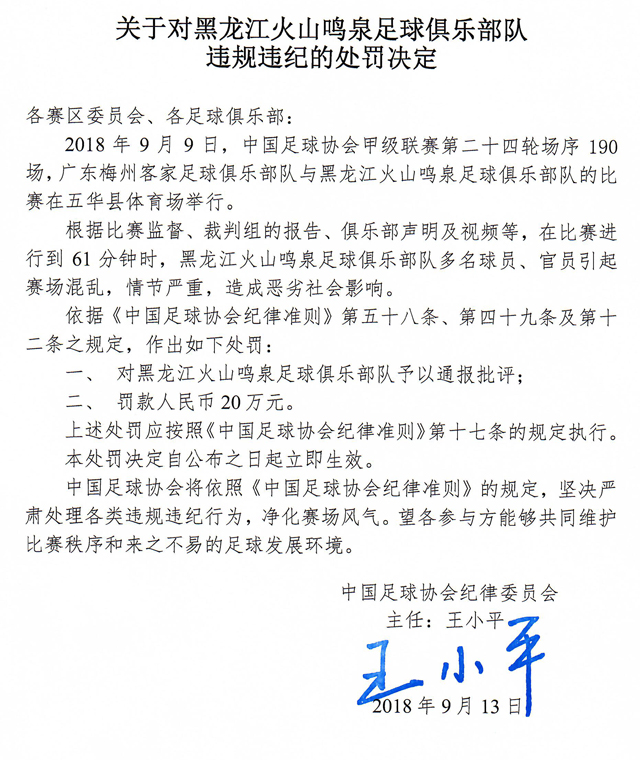 关于对黑龙江火山鸣泉足球俱乐部队
违规违纪的处罚决定
各赛区委员会、各足球俱乐部：
2018 年 9 月 9 日，中国足球协会甲级联赛第二十四轮场序 190
场，广东梅州客家足球俱乐部队与黑龙江火山鸣泉足球俱乐部队的比
赛在五华县体育场举行。
根据比赛监督、裁判组的报告、俱乐部声明及视频等，在比赛进
行到 61 分钟时，黑龙江火山鸣泉足球俱乐部队多名球员、官员引起
赛场混乱，情节严重，造成恶劣社会影响。
依据《中国足球协会纪律准则》第五十八条、第四十九条及第十
二条之规定，作出如下处罚：
一、 对黑龙江火山鸣泉足球俱乐部队予以通报批评；
二、 罚款人民币 20 万元。
上述处罚应按照《中国足球协会纪律准则》第十七条的规定执行。
本处罚决定自公布之日起立即生效。
中国足球协会将依照《中国足球协会纪律准则》的规定，坚决严
肃处理各类违规违纪行为，净化赛场风气。望各参与方能够共同维护
比赛秩序和来之不易的足球发展环境。
中国足球协会纪律委员会
主任：王小平
王小平
2018 年 9 月 13 日